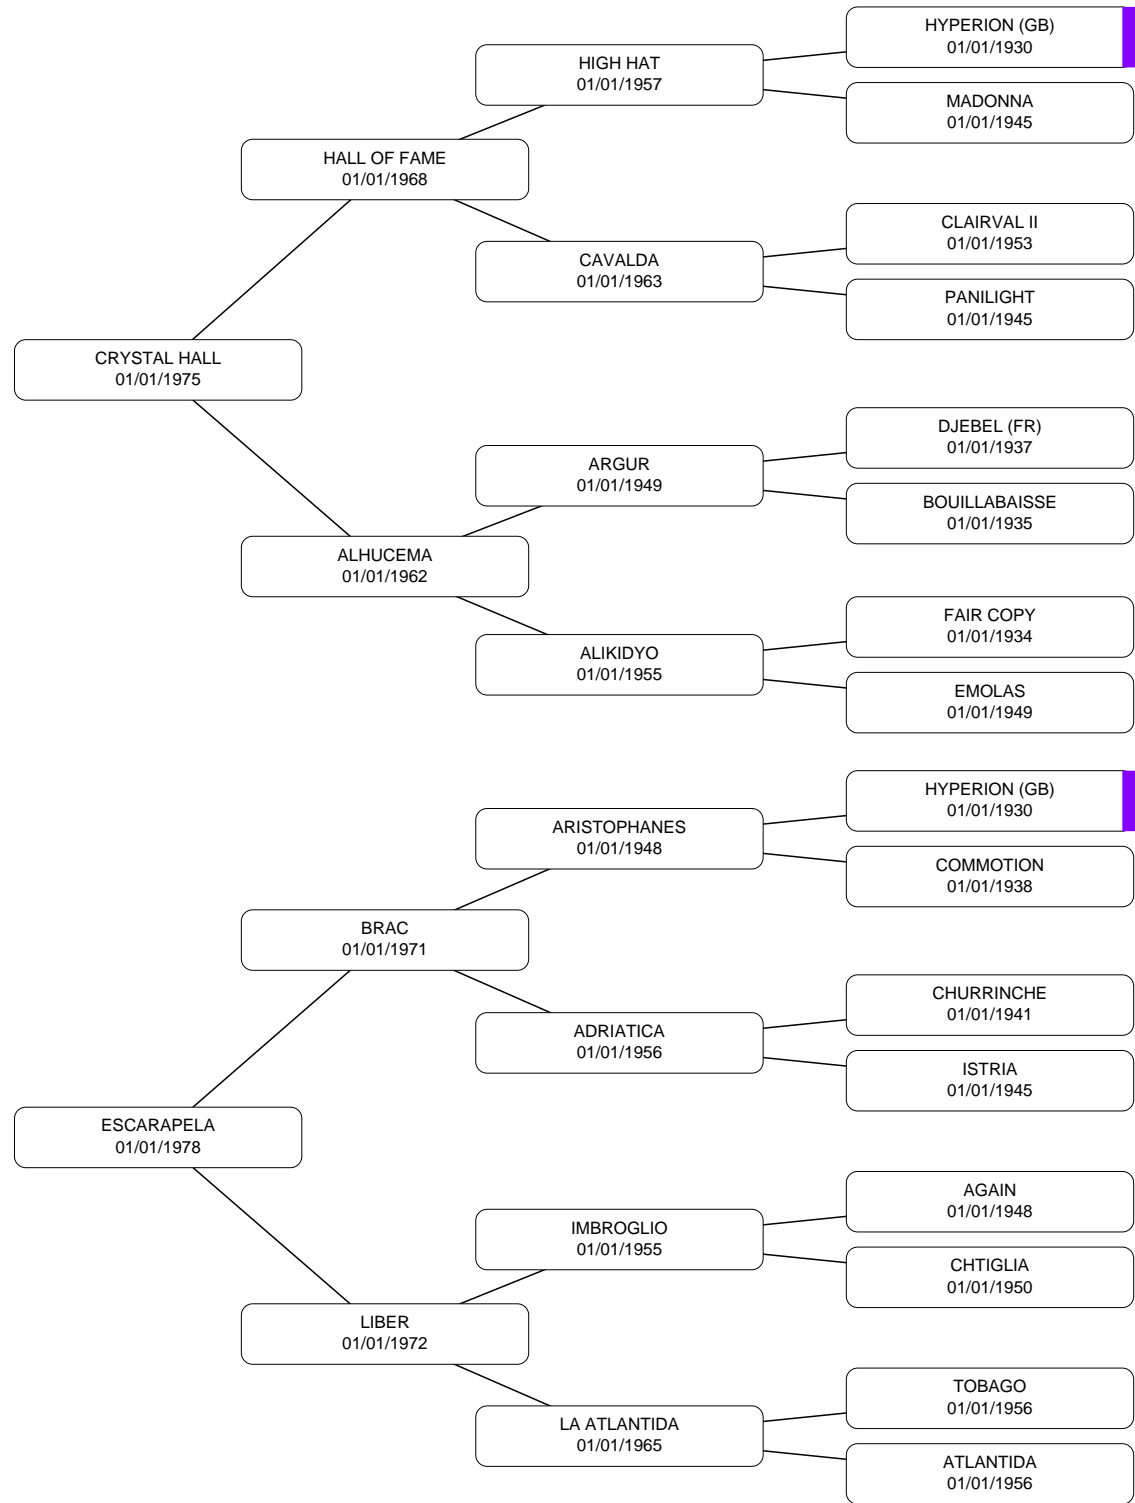 HYPERION (GB)
01/01/1930
HIGH HAT
01/01/1957
MADONNA
01/01/1945
HALL OF FAME
01/01/1968
CLAIRVAL II
01/01/1953
CAVALDA
01/01/1963
PANILIGHT
01/01/1945
CRYSTAL HALL
01/01/1975
DJEBEL (FR)
01/01/1937
ARGUR
01/01/1949
BOUILLABAISSE
01/01/1935
ALHUCEMA
01/01/1962
FAIR COPY
01/01/1934
ALIKIDYO
01/01/1955
EMOLAS
01/01/1949
HYPERION (GB)
01/01/1930
ARISTOPHANES
01/01/1948
COMMOTION
01/01/1938
BRAC
01/01/1971
CHURRINCHE
01/01/1941
ADRIATICA
01/01/1956
ISTRIA
01/01/1945
ESCARAPELA
01/01/1978
AGAIN
01/01/1948
IMBROGLIO
01/01/1955
CHTIGLIA
01/01/1950
LIBER
01/01/1972
TOBAGO
01/01/1956
LA ATLANTIDA
01/01/1965
ATLANTIDA
01/01/1956